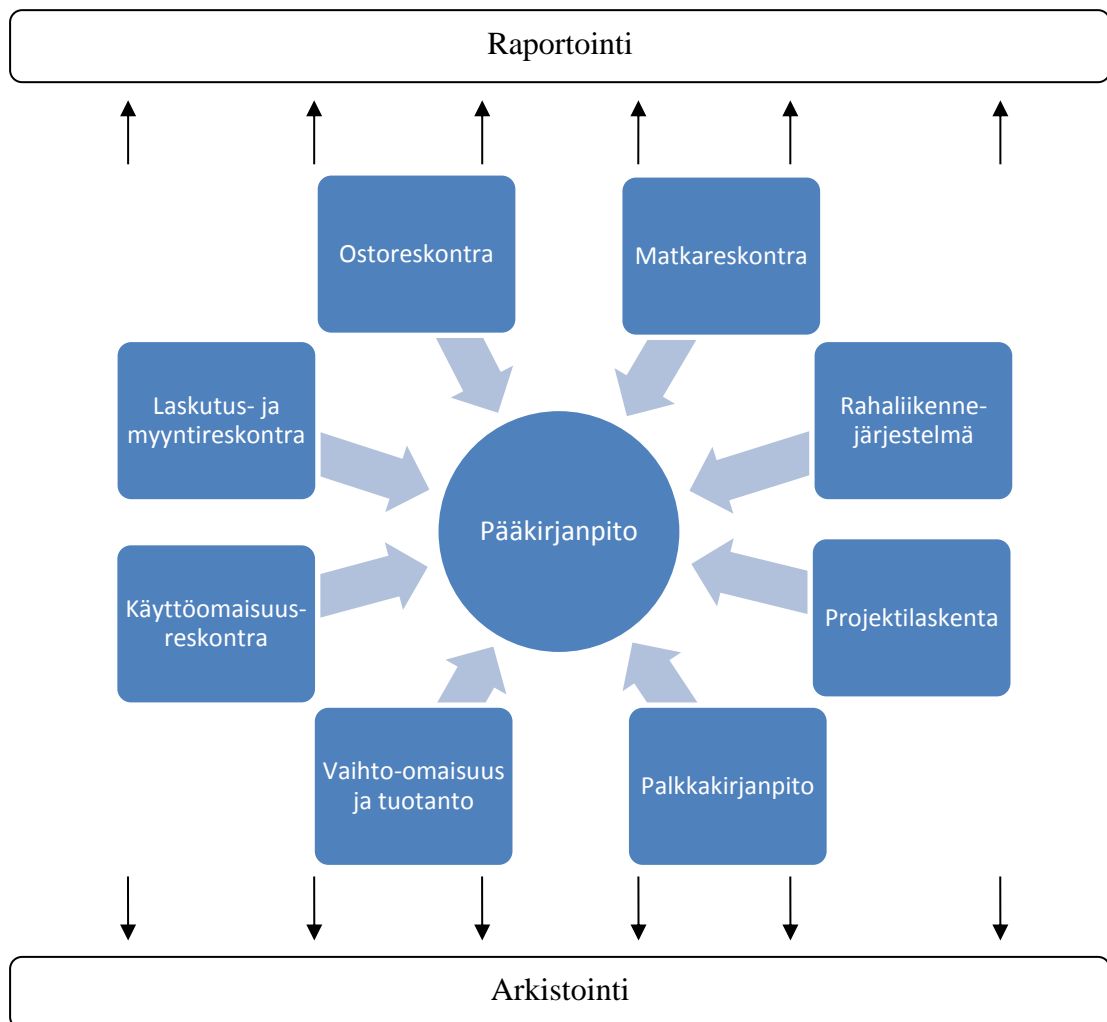 Raportointi
Ostoreskontra
Matkareskontra
Laskutus- ja
myyntireskontra
Rahaliikenne-
järjestelmä
Pääkirjanpito
Käyttöomaisuus-
reskontra
Projektilaskenta
Vaihto-omaisuus
ja tuotanto
Palkkakirjanpito
Arkistointi